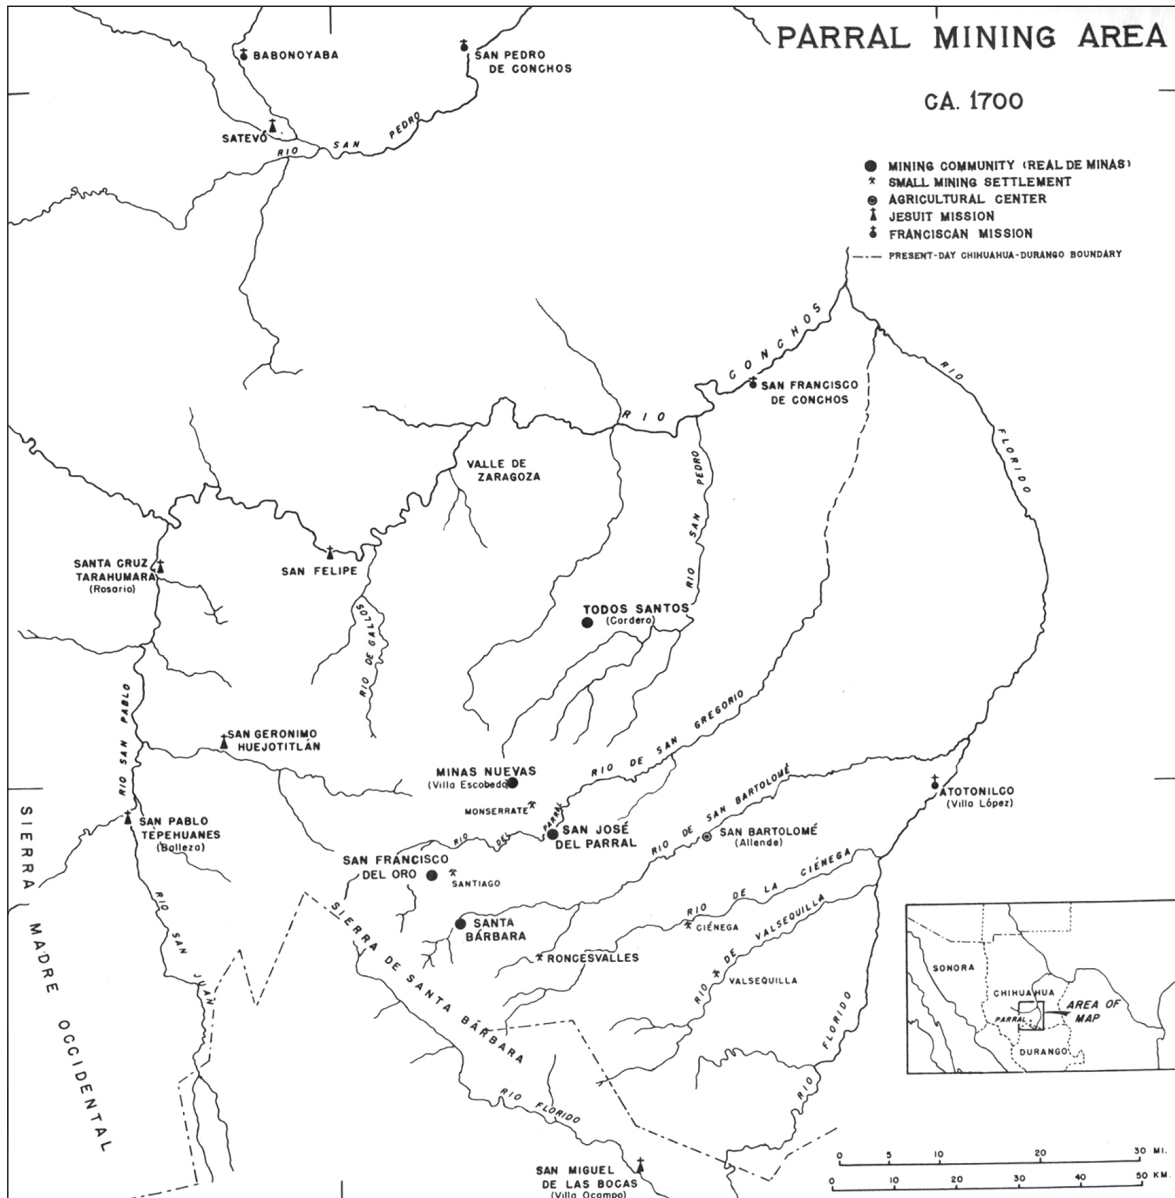 PARRAL MINING AREA
CA. 1700
MINING COMMUNITY (REAL DE MINAS)
SMALL MINING SETTLEMENT
AGRICULTURAL CENTER
JESUIT MISSION
FRANCISCAN MISSION
PRESENT-DAY CHIHUAHUA-DURANGO BOUNDARY
BABONOYABA
SAN PEDRO
DE CONCHOS
SATEVÓ
RIO SAN PEDRO
RIO CONCHOS
SAN FRANCISCO
DE CONCHOS
RIO FLORIDO
VALLE DE
ZARAGOZA
RIO SAN PEDRO
SANTA CRUZ
TARAHUMARA
(Rosario)
SAN FELIPE
RIO DE GALLOS
TODOS SANTOS
(Cordero)
RIO SAN PABLO
SAN GERONIMO
HUEJOTITLÁN
RIO DE SAN GREGORIO
MINAS NUEVAS
(Villa Escobedo)
MONSERRATE
RIO DEL PARRAL
SAN JOSÉ
DEL PARRAL
RIO DE SAN BARTOLOMÉ
SAN BARTOLOMÉ
(Allende)
ATOTONILCO
(Villa López)
SAN PABLO
TEPEHUANES
(Balleza)
SAN FRANCISCO
DEL ORO
SANTIAGO
SANTA
BÁRBARA
RONCESVALLES
RIO DE LA CIÉNEGA
CIÉNEGA
RIO DE VALSEQUILLA
VALSEQUILLA
RIO SAN JUAN
SIERRA MADRE OCCIDENTAL
SIERRA DE SANTA BÁRBARA
RIO FLORIDO
RIO FLORIDO
SAN MIGUEL
DE LAS BOCAS
(Villa Ocampo)
SONORA
CHIHUAHUA
PARRAL
AREA OF
MAP
DURANGO
0 5 10 20 30 MI.
0 10 20 30 40 50 KM.